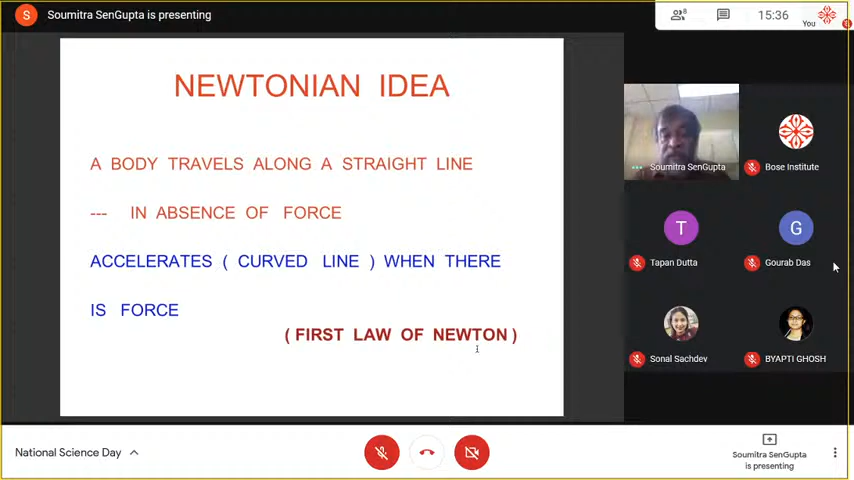 S Soumitra SenGupta is presenting
8
15:36
You
NEWTONIAN IDEA
A BODY TRAVELS ALONG A STRAIGHT LINE
--- IN ABSENCE OF FORCE
ACCELERATES ( CURVED LINE ) WHEN THERE
IS FORCE
( FIRST LAW OF NEWTON )
Soumitra SenGupta
Bose Institute
T
G
Tapan Dutta
Gourab Das
Sonal Sachdev
BYAPTI GHOSH
National Science Day
Soumitra SenGupta
is presenting